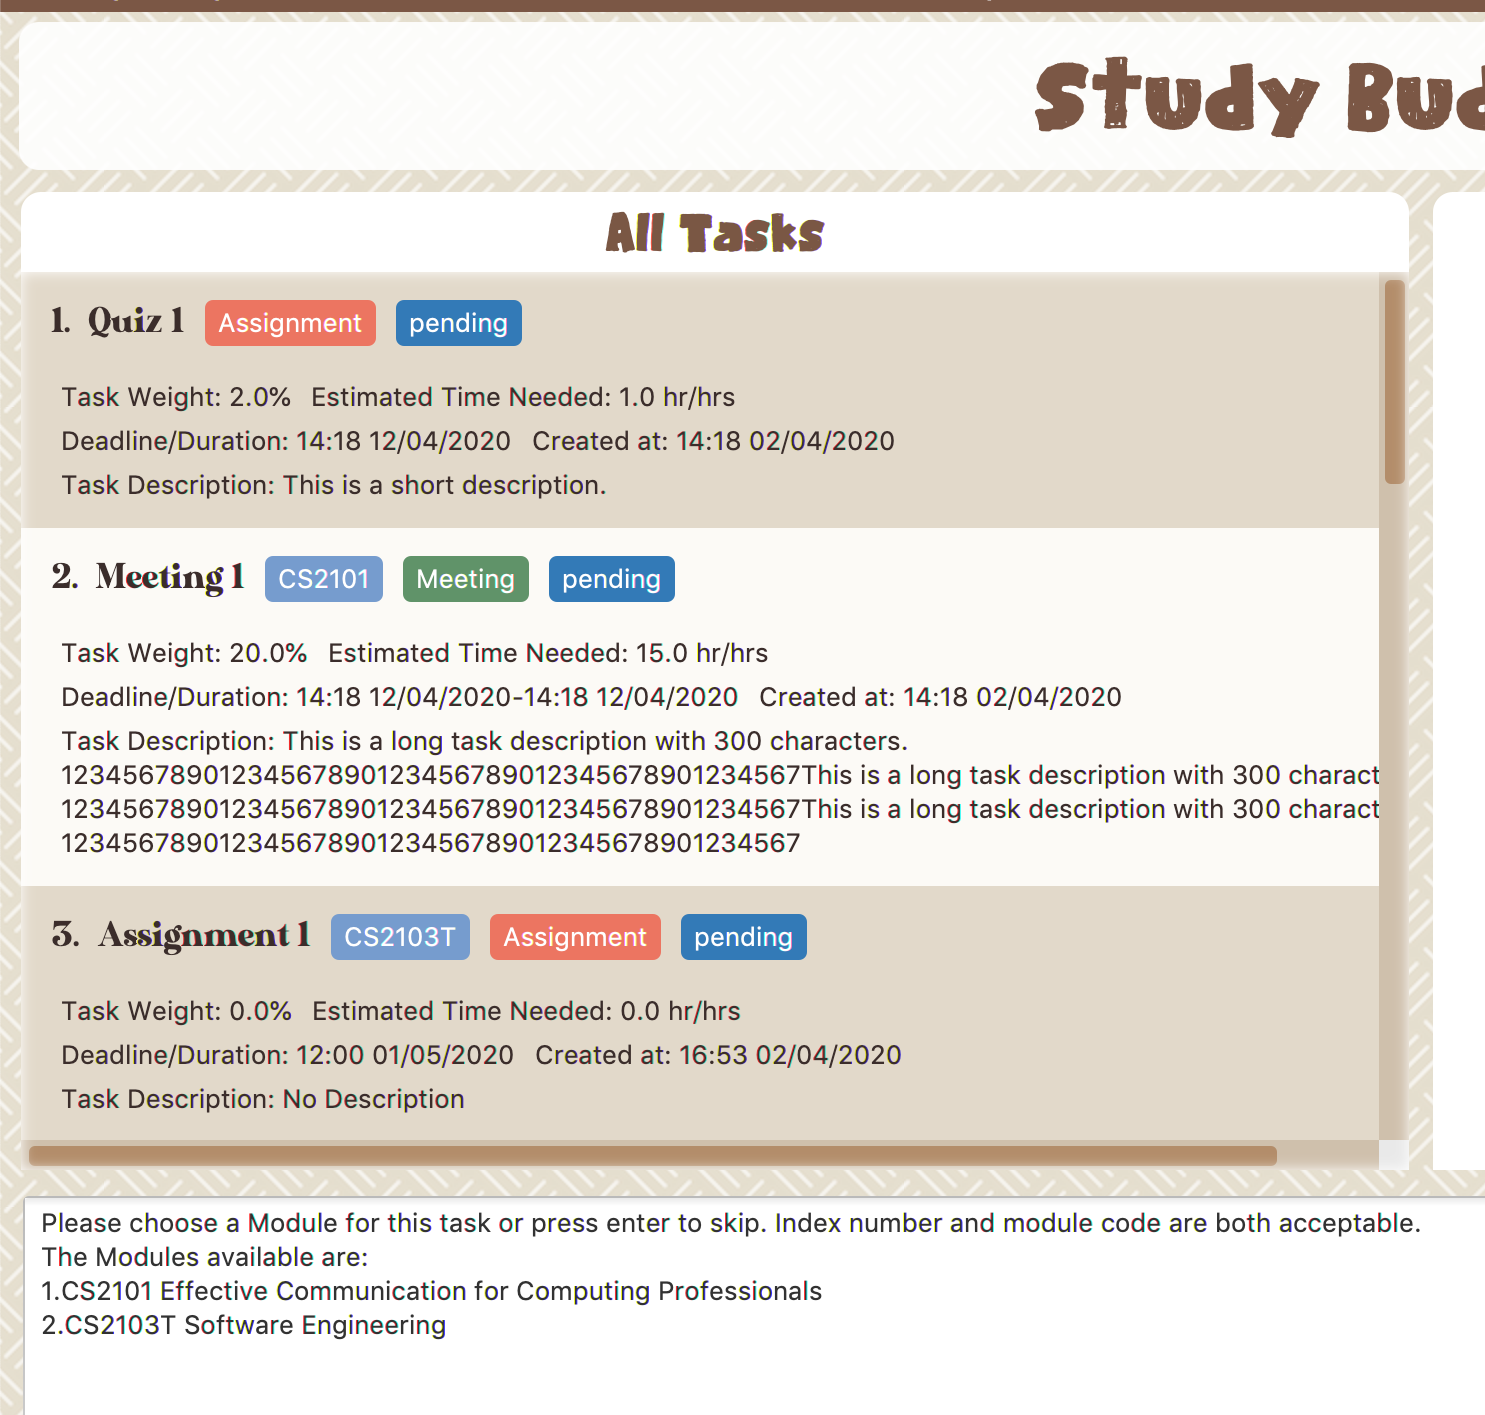 Study
All Tasks
1. Quiz 1 Assignment pending
Task Weight: 2.0% Estimated Time Needed: 1.0 hr/hrs
Deadline/Duration: 14:18 12/04/2020 Created at: 14:18 02/04/2020
Task Description: This is a short description.
2. Meeting 1 CS2101 Meeting pending
Task Weight: 20.0% Estimated Time Needed: 15.0 hr/hrs
Deadline/Duration: 14:18 12/04/2020-14:18 12/04/2020 Created at: 14:18 02/04/2020
Task Description: This is a long task description with 300 characters.
12345678901234567890123456789012345678901234567This is a long task description with 300 charact
12345678901234567890123456789012345678901234567This is a long task description with 300 charact
12345678901234567890123456789012345678901234567
3. Assignment 1 CS2103T Assignment pending
Task Weight: 0.0% Estimated Time Needed: 0.0 hr/hrs
Deadline/Duration: 12:00 01/05/2020 Created at: 16:53 02/04/2020
Task Description: No Description
Please choose a Module for this task or press enter to skip. Index number and module code are both acceptable.
The Modules available are:
1.CS2101 Effective Communication for Computing Professionals
2.CS2103T Software Engineering